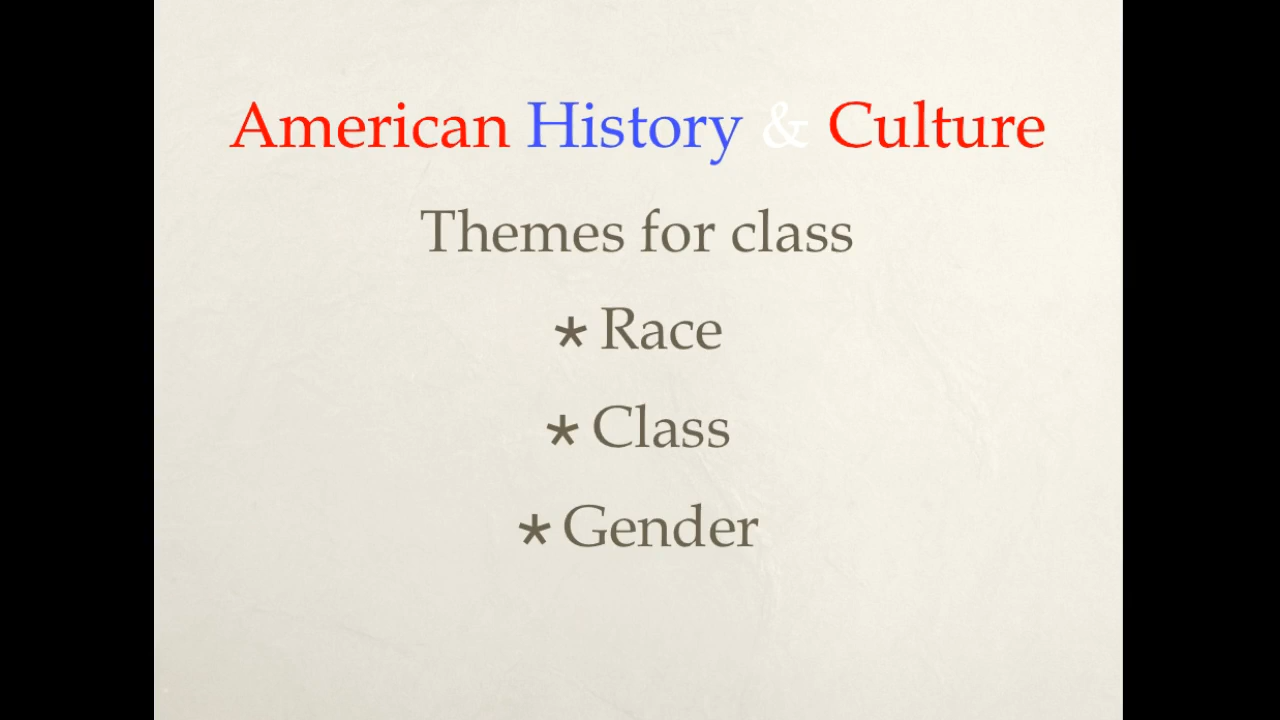 American History & Culture
Themes for class
* Race
* Class
* Gender